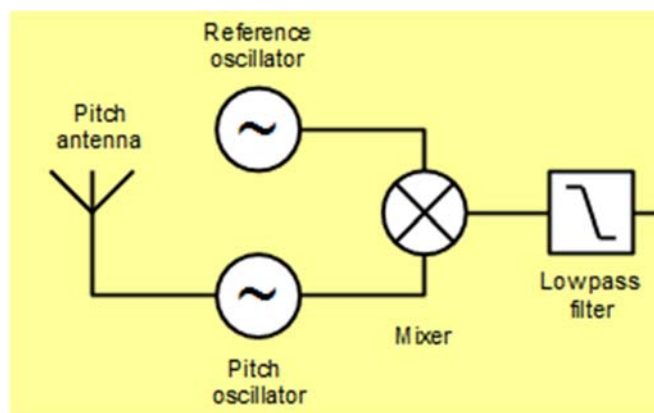 Reference
oscillator
Pitch
antenna
Lowpass
filter
Mixer
Pitch
oscillator